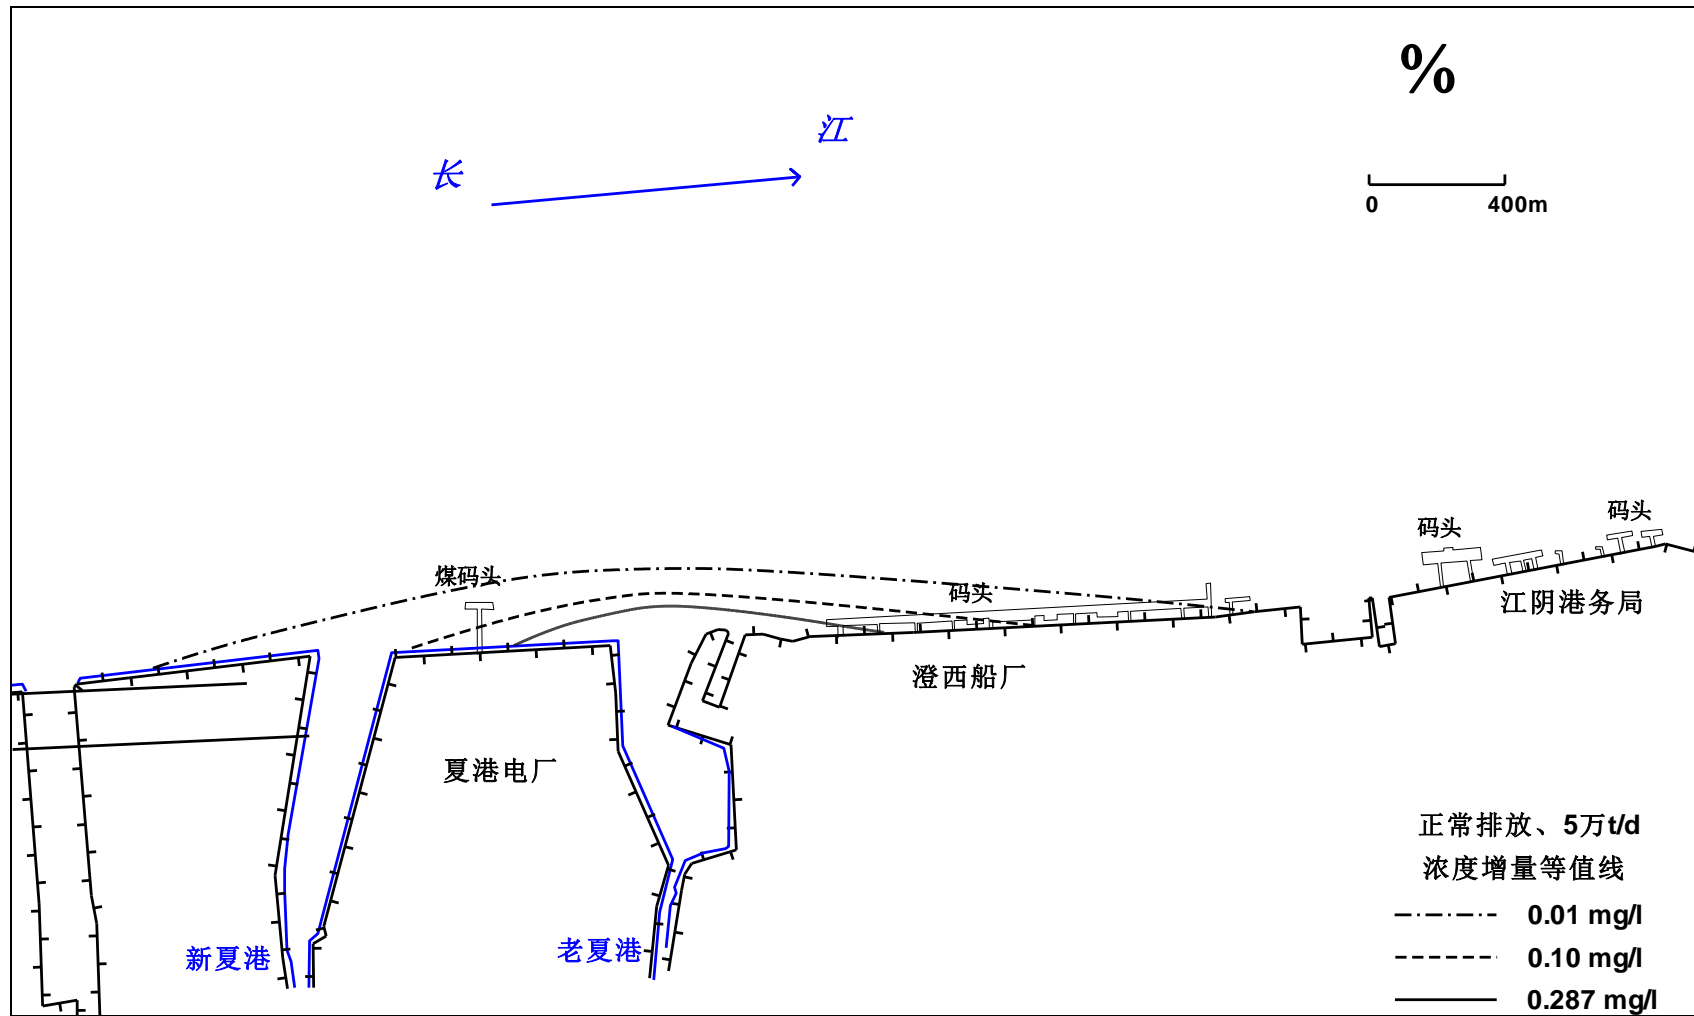 %
江
长
0 400m
码头
码头
煤码头
码头
江阴港务局
澄西船厂
夏港电厂
正常排放、5万t/d
浓度增量等值线
0.01 mg/l
新夏港
老夏港
0.10 mg/l
0.287 mg/l